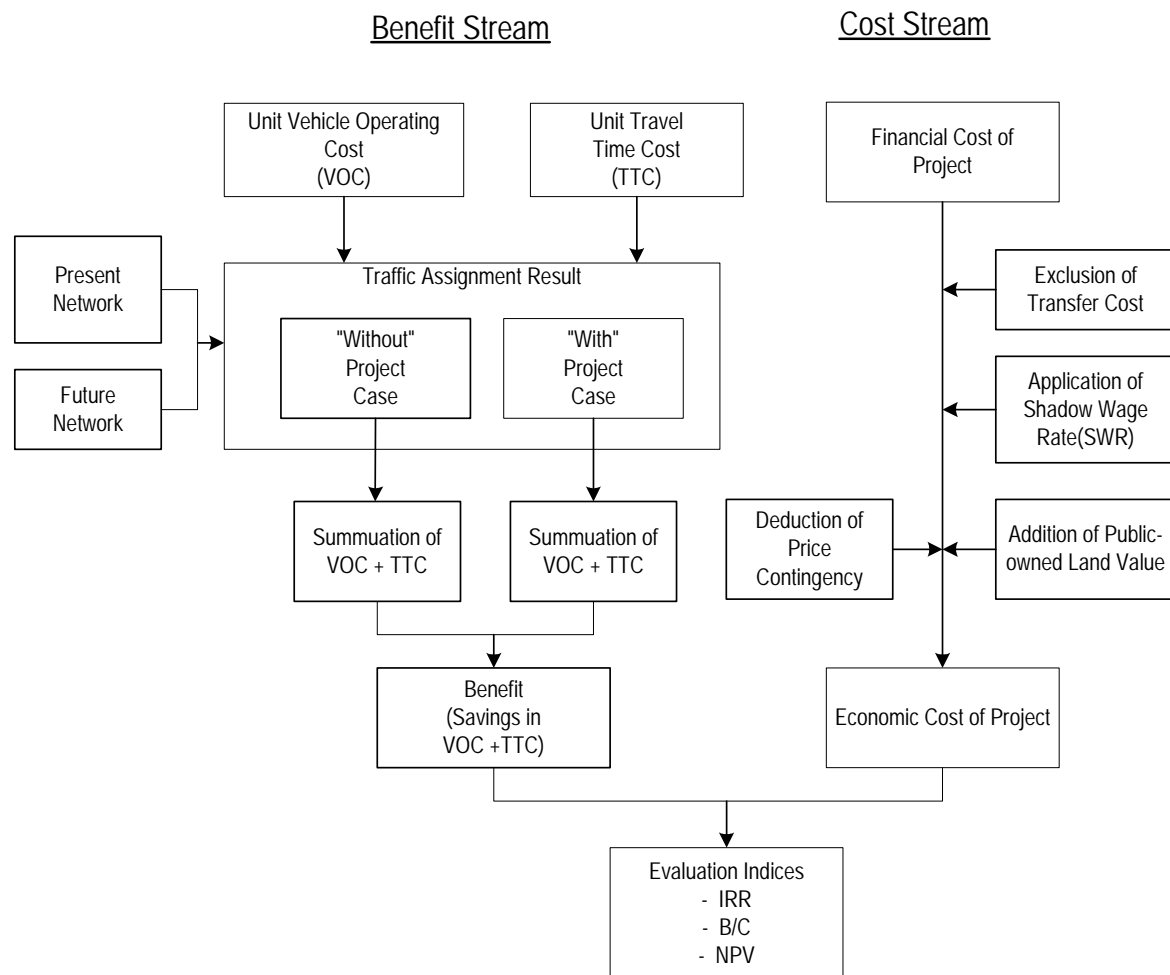 Benefit Stream
Cost Stream
Unit Vehicle Operating
Cost
(VOC)
Unit Travel
Time Cost
(TTC)
Financial Cost of
Project
Present
Network
Future
Network
Traffic Assignment Result
"Without"
Project
Case
"With"
Project
Case
Exclusion of
Transfer Cost
Application of
Shadow Wage
Rate(SWR)
Summuation of
VOC + TTC
Summuation of
VOC + TTC
Deduction of
Price
Contingency
Addition of Public-
owned Land Value
Benefit
(Savings in
VOC +TTC)
Economic Cost of Project
Evaluation Indices
- IRR
- B/C
- NPV